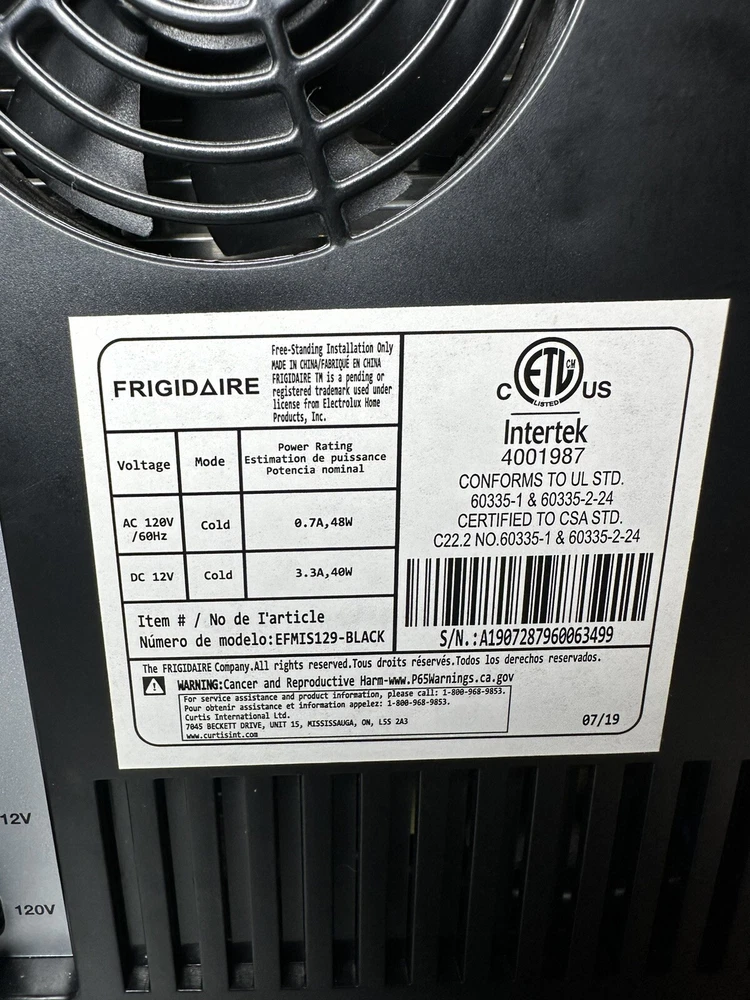 FRIGIDAIRE
Free-Standing Installation Only
MADE IN CHINA/FABRIQUÉ EN CHINA
FRIGIDAIRE TM is a pending or
registered trademark used under
license from Electrolux Home
Products, Inc.
Voltage
Mode
Power Rating
Estimation de puissance
Potencia nominal
AC 120V
/60Hz
Cold
0.7A,48W
DC 12V
Cold
3.3A,40W
Item # / No de I'article
Número de modelo:EFMIS129-BLACK
C ETL CM US
LISTED
Intertek
4001987
CONFORMS TO UL STD.
60335-1 & 60335-2-24
CERTIFIED TO CSA STD.
C22.2 NO.60335-1 & 60335-2-24
S/N.:A1907287960063499
The FRIGIDAIRE Company.All rights reserved.Tous droits réservés.Todos los derechos reservados.
WARNING:Cancer and Reproductive Harm-www.P65Warnings.ca.gov
For service assistance and product information, please call: 1-800-968-9853.
Pour obtenir assistance et information appelez: 1-800-968-9853.
Curtis International Ltd.
7045 BECKETT DRIVE, UNIT 15, MISSISSAUGA, ON, L5S 2A3
www.curtisint.com
07/19
12V
120V